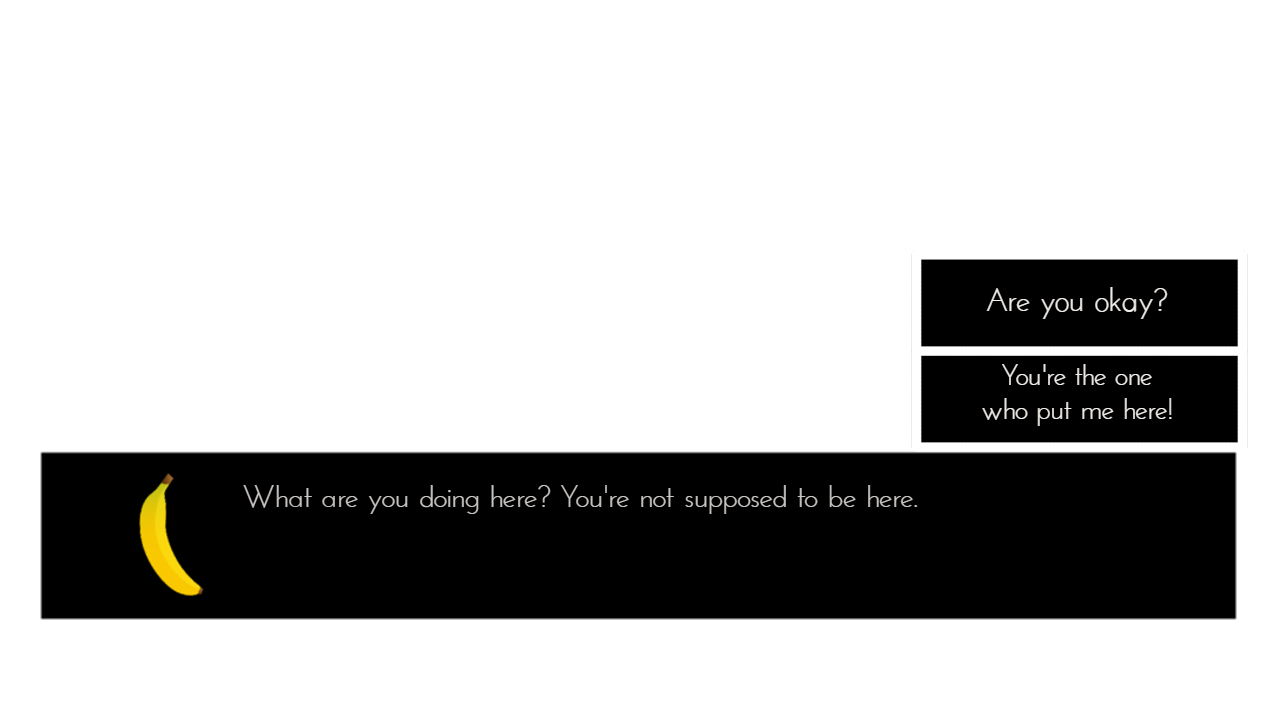 Are you okay?
You're the one
who put me here!
What are you doing here? You're not supposed to be here.